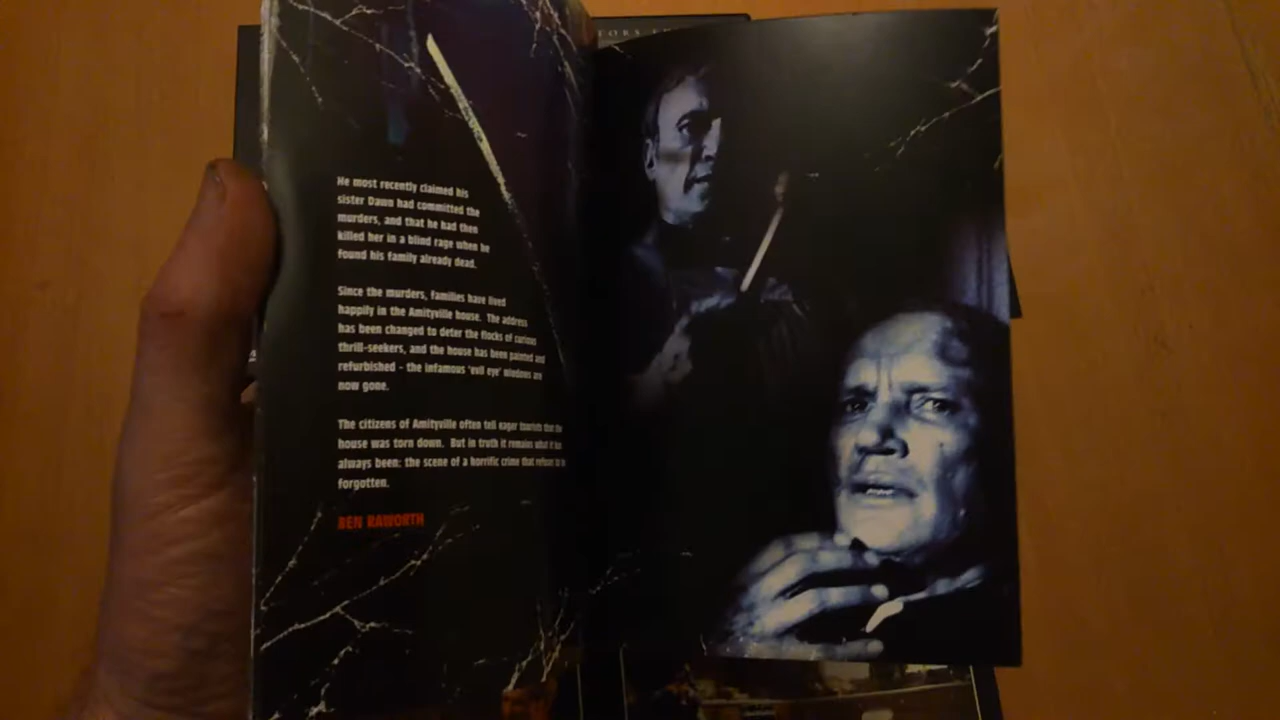 TORS
He most recently claimed his
sister Dawn had committed the
murders, and that he had then
killed her in a blind rage when he
found his family already dead.
Since the murders, families have lived
happily in the Amityville house. The address
has been changed to deter the flocks of curious
thrill-seekers, and the house has been painted and
refurbished - the infamous 'evil eye' windows are
now gone.
The citizens of Amityville often tell eager tourists that the
house was torn down. But in truth it remains what it has
always been: the scene of a horrific crime that refuses to be
forgotten.
BEN RAWORTH